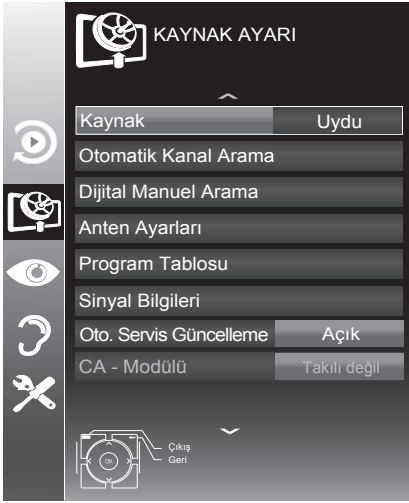 KAYNAK AYARI
Kaynak Uydu
Otomatik Kanal Arama
Dijital Manuel Arama
Anten Ayarları
Program Tablosu
Sinyal Bilgileri
Oto. Servis Güncelleme Açık
CA - Modülü Takılı değil
Çıkış
OK Geri